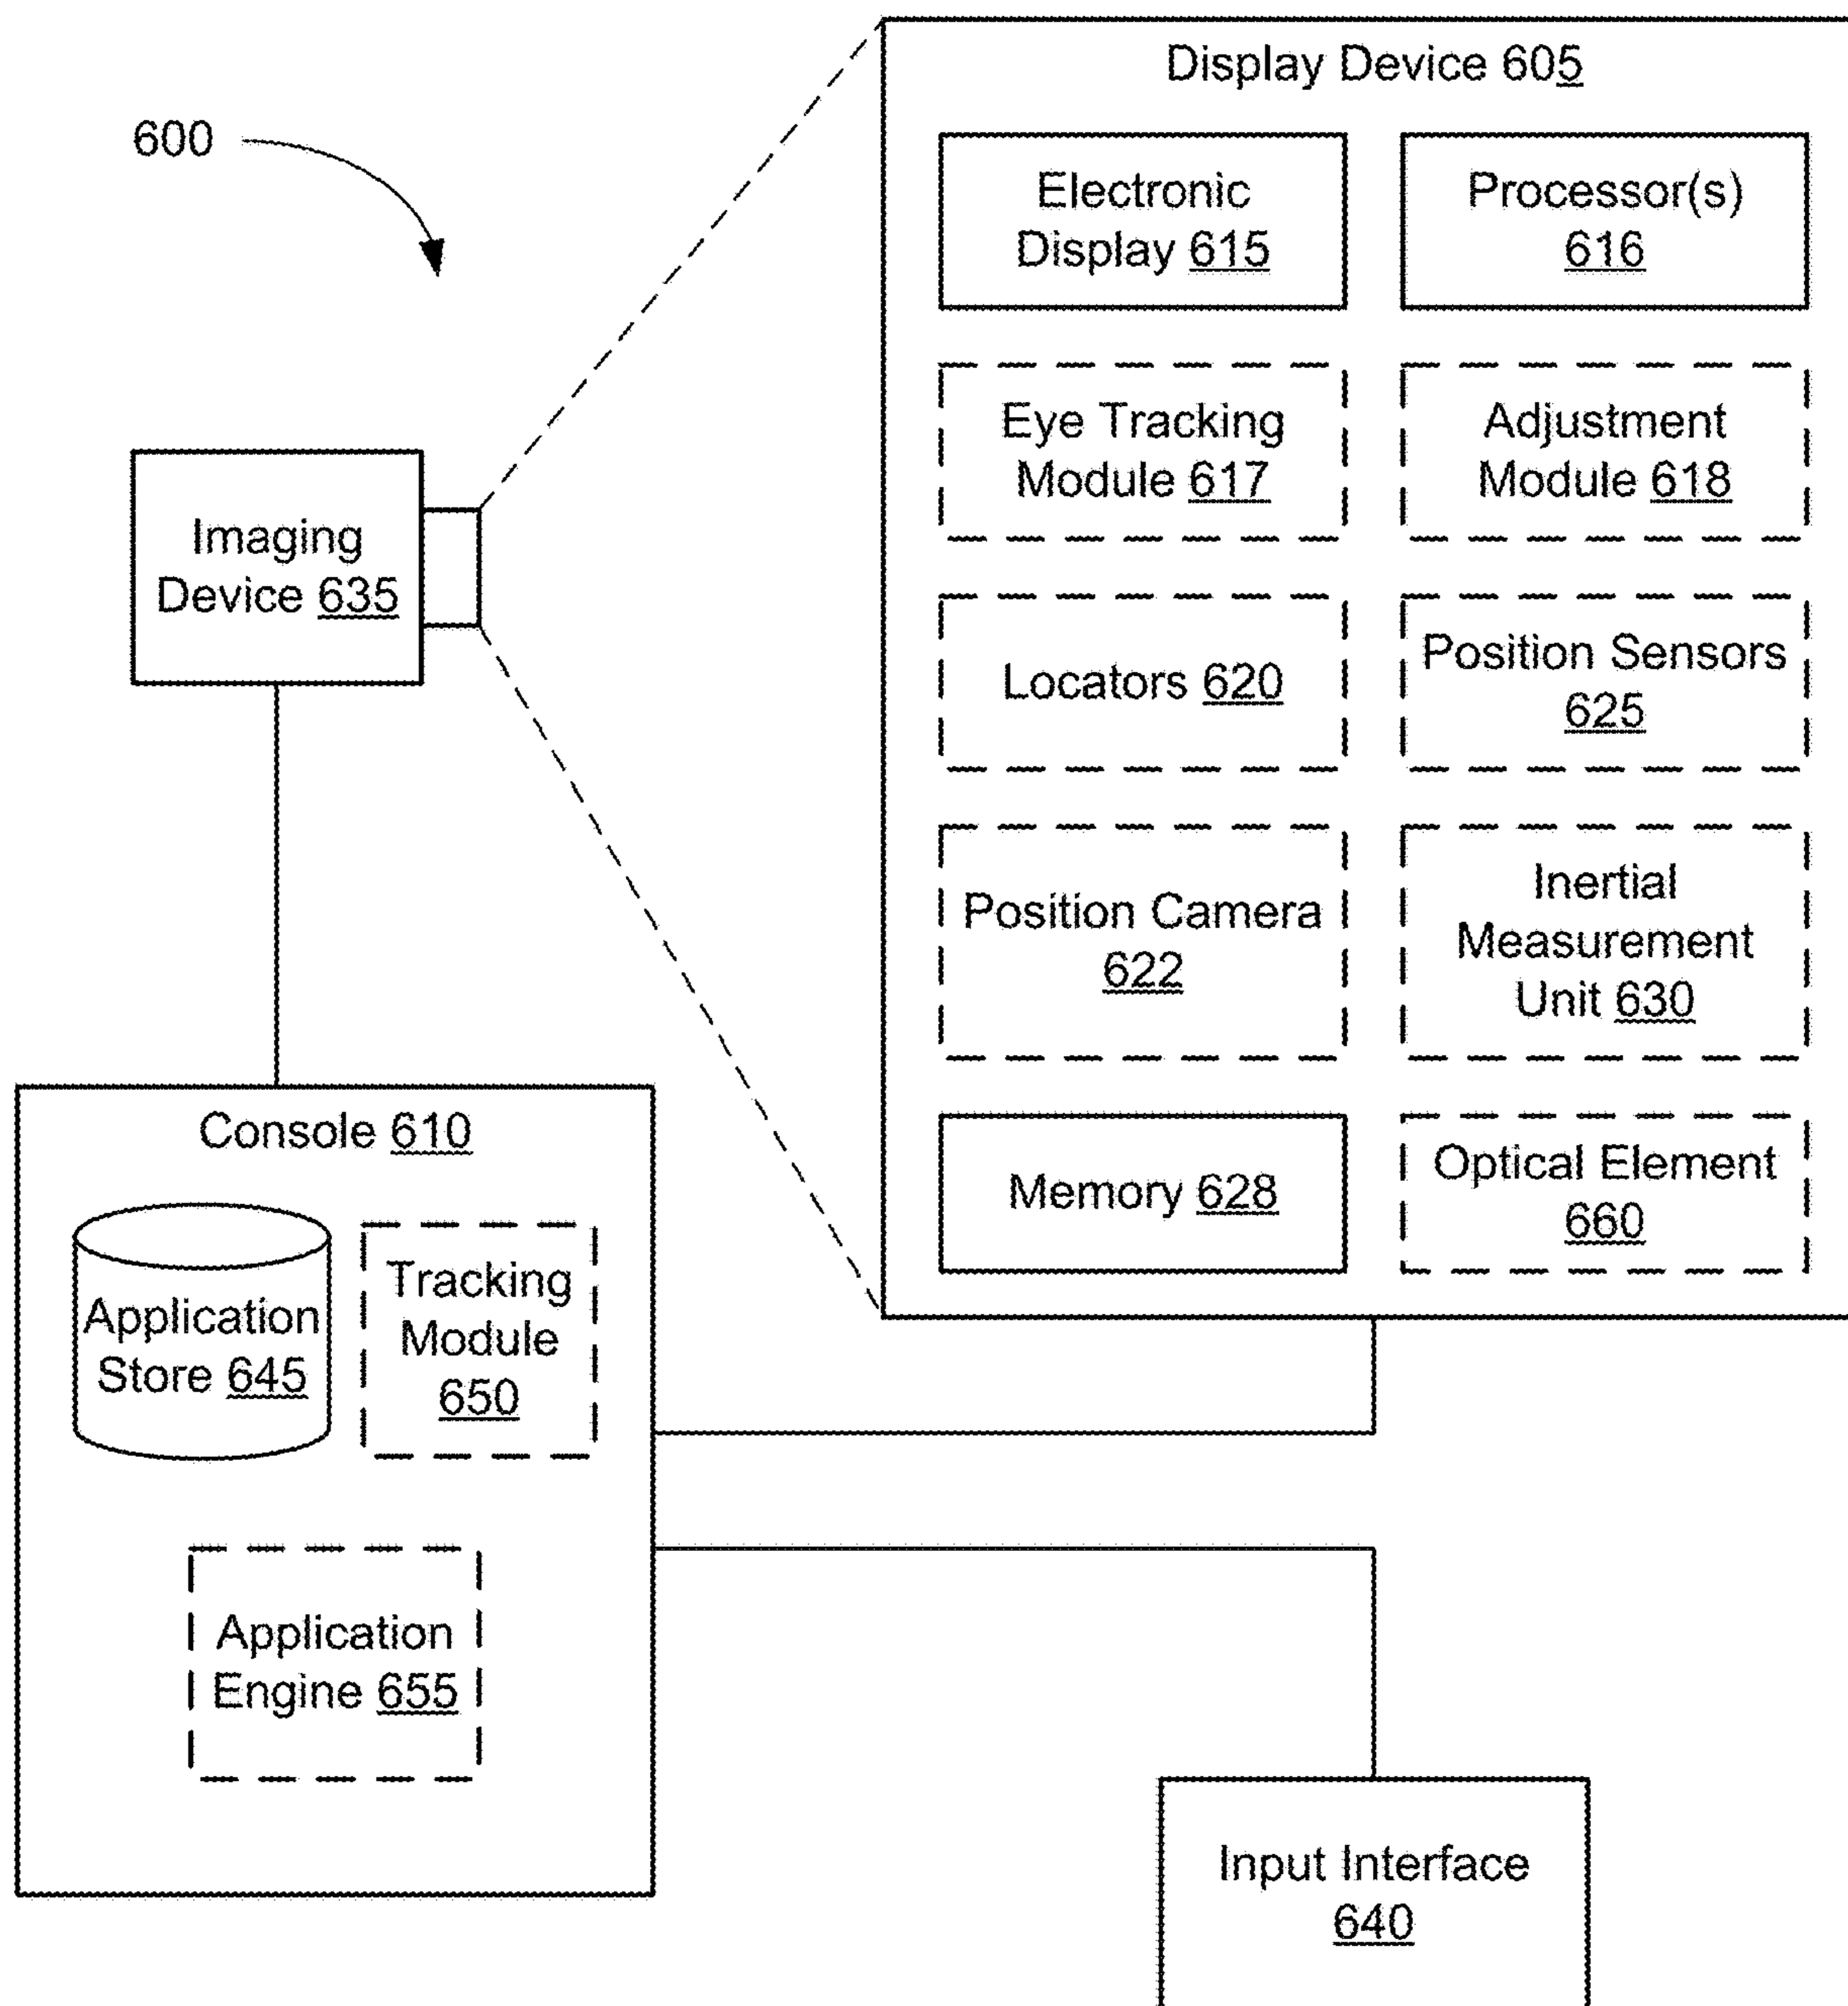 600
Display Device 605
Electronic
Display 615
Processor(s)
616
Eye Tracking
Module 617
Adjustment
Module 618
Imaging
Device 635
Locators 620
Position Sensors
625
Position Camera
622
Inertial
Measurement
Unit 630
Memory 628
Optical Element
660
Console 610
Application
Store 645
Tracking
Module
650
Application
Engine 655
Input Interface
640